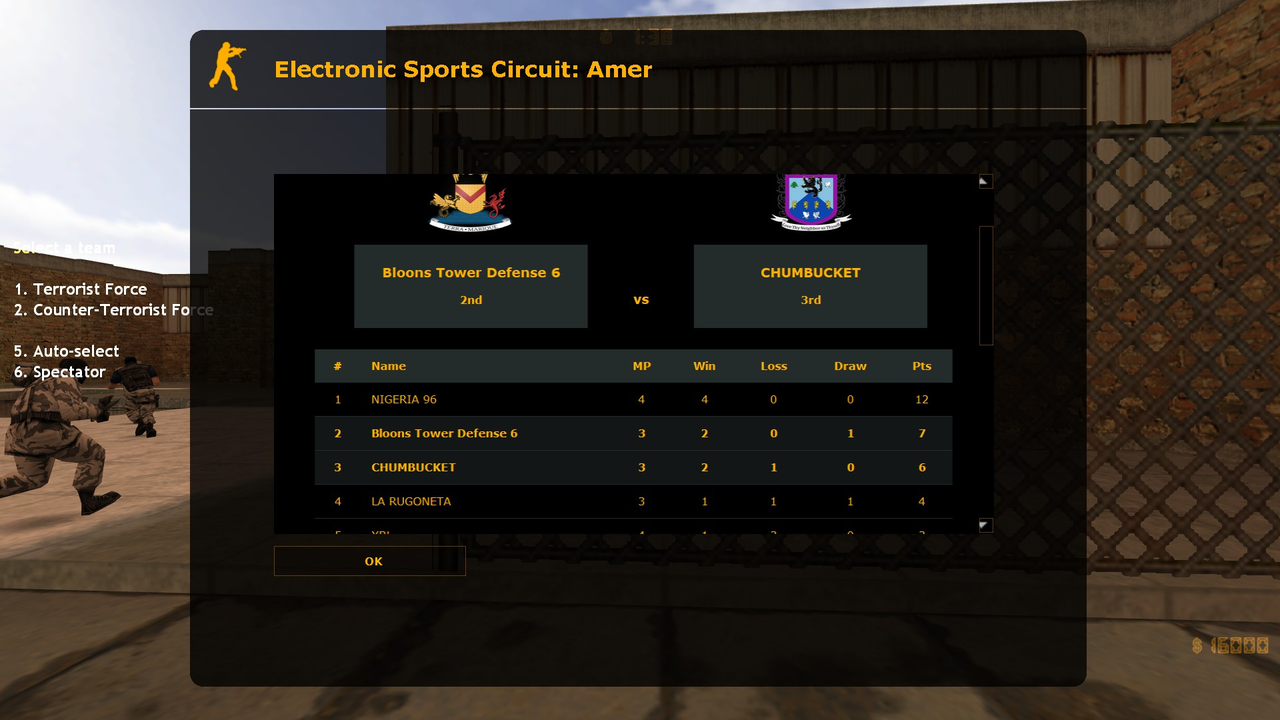 Electronic Sports Circuit: Amer
Select a team
1. Terrorist Force
2. Counter-Terrorist Force
5. Auto-select
6. Spectator
Bloons Tower Defense 6
2nd
vs
CHUMBUCKET
3rd
# Name MP Win Loss Draw Pts
1 NIGERIA 96 4 4 0 0 12
2 Bloons Tower Defense 6 3 2 0 1 7
3 CHUMBUCKET 3 2 1 0 6
4 LA RUGONETA 3 1 1 1 4
OK
$ 16000